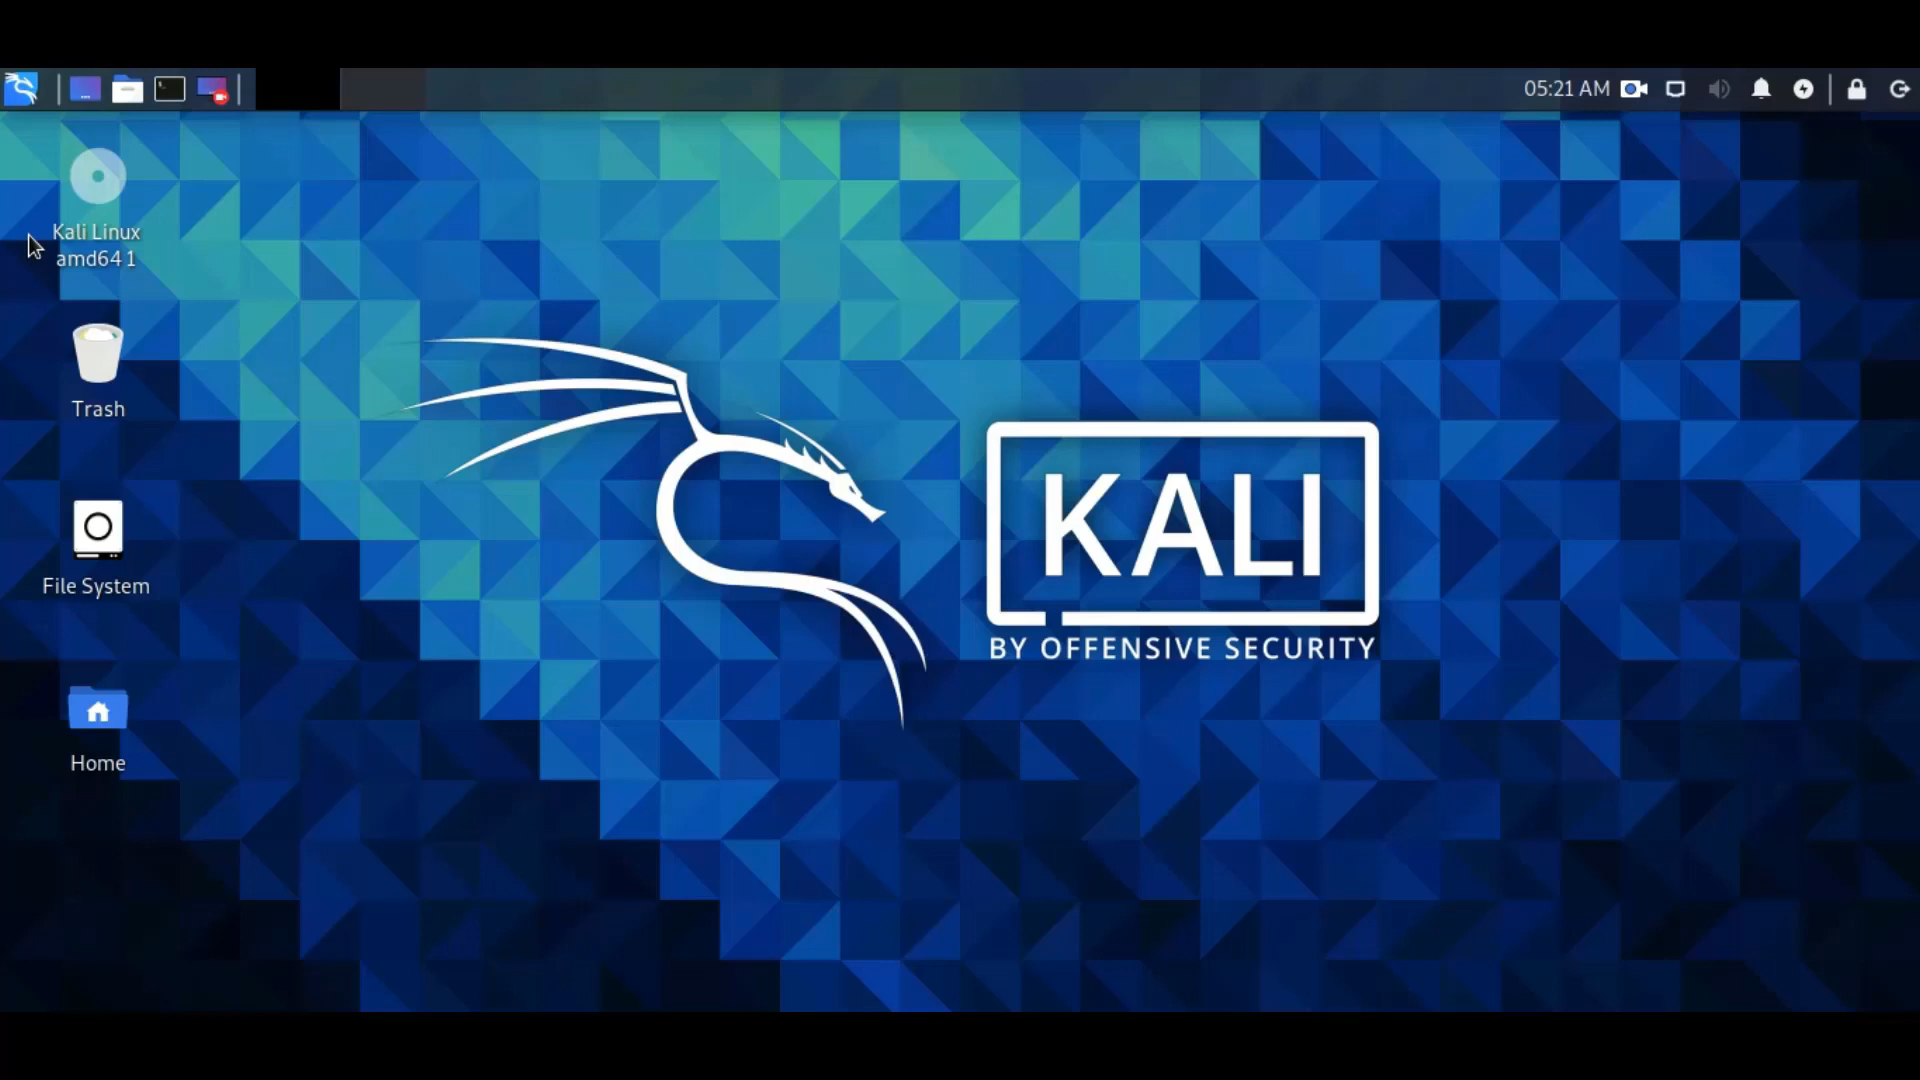 05:21 AM
Kali Linux
amd64 1
Trash
File System
Home
KALI
BY OFFENSIVE SECURITY